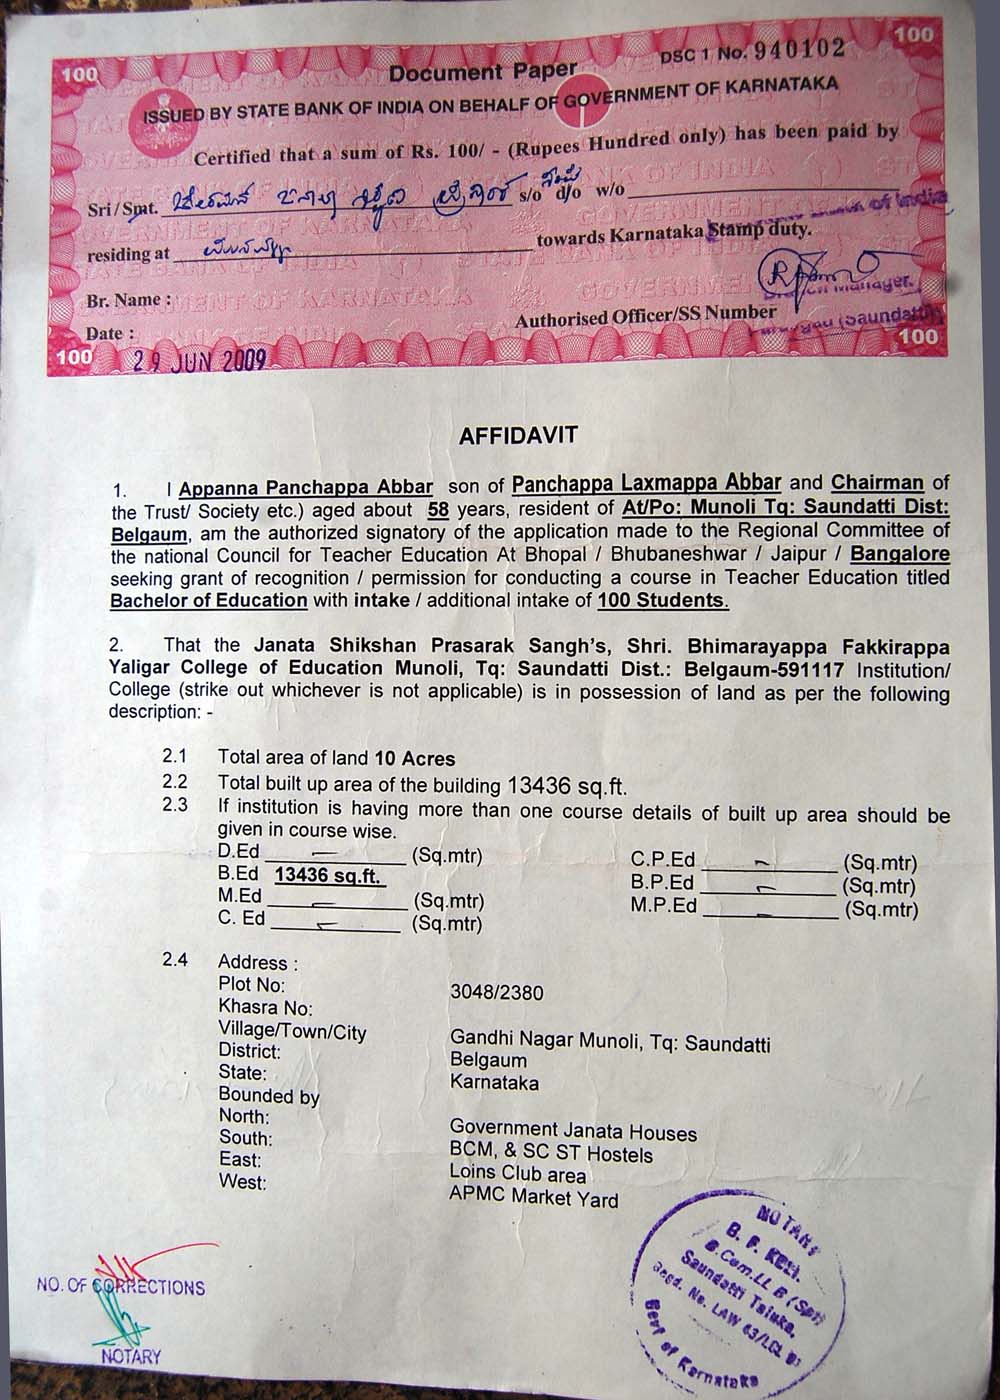 100
100
DSC 1 No. 940102
Document Paper
ISSUED BY STATE BANK OF INDIA ON BEHALF OF GOVERNMENT OF KARNATAKA
Certified that a sum of Rs. 100/- - (Rupees Hundred only) has been paid by
Sri/Smt. s/o d/o w/o
residing at towards Karnataka Stamp duty.
of India
Br. Name :
Branch Manager,
Authorised Officer/SS Number
(Saundatti)
Date :
100
29 JUN 2009
100
AFFIDAVIT
1. I Appanna Panchappa Abbar son of Panchappa Laxmappa Abbar and Chairman of
the Trust/ Society etc.) aged about 58 years, resident of At/Po: Munoli Tq: Saundatti Dist:
Belgaum, am the authorized signatory of the application made to the Regional Committee of
the national Council for Teacher Education At Bhopal / Bhubaneshwar / Jaipur / Bangalore
seeking grant of recognition / permission for conducting a course in Teacher Education titled
Bachelor of Education with intake / additional intake of 100 Students.
2. That the Janata Shikshan Prasarak Sangh's, Shri. Bhimarayappa Fakkirappa
Yaligar College of Education Munoli, Tq: Saundatti Dist.: Belgaum-591117 Institution/
College (strike out whichever is not applicable) is in possession of land as per the following
description: -
2.1 Total area of land 10 Acres
2.2 Total built up area of the building 13436 sq.ft.
2.3 If institution is having more than one course details of built up area should be
given in course wise.
D.Ed (Sq.mtr) C.P.Ed (Sq.mtr)
B.Ed 13436 sq.ft. B.P.Ed (Sq.mtr)
M.Ed (Sq.mtr) M.P.Ed (Sq.mtr)
C. Ed (Sq.mtr)
2.4 Address :
Plot No: 3048/2380
Khasra No:
Village/Town/City Gandhi Nagar Munoli, Tq: Saundatti
District: Belgaum
State: Karnataka
Bounded by
North: Government Janata Houses
South: BCM, & SC ST Hostels
East: Loins Club area
West: APMC Market Yard
NOTARY
B. F. KELI.
B.Com.LL B (Spl)
Saundatti Taluka,
Regd. No. LAW 63/LCL
Govt of Karnataka
NO. OF CORRECTIONS
NOTARY